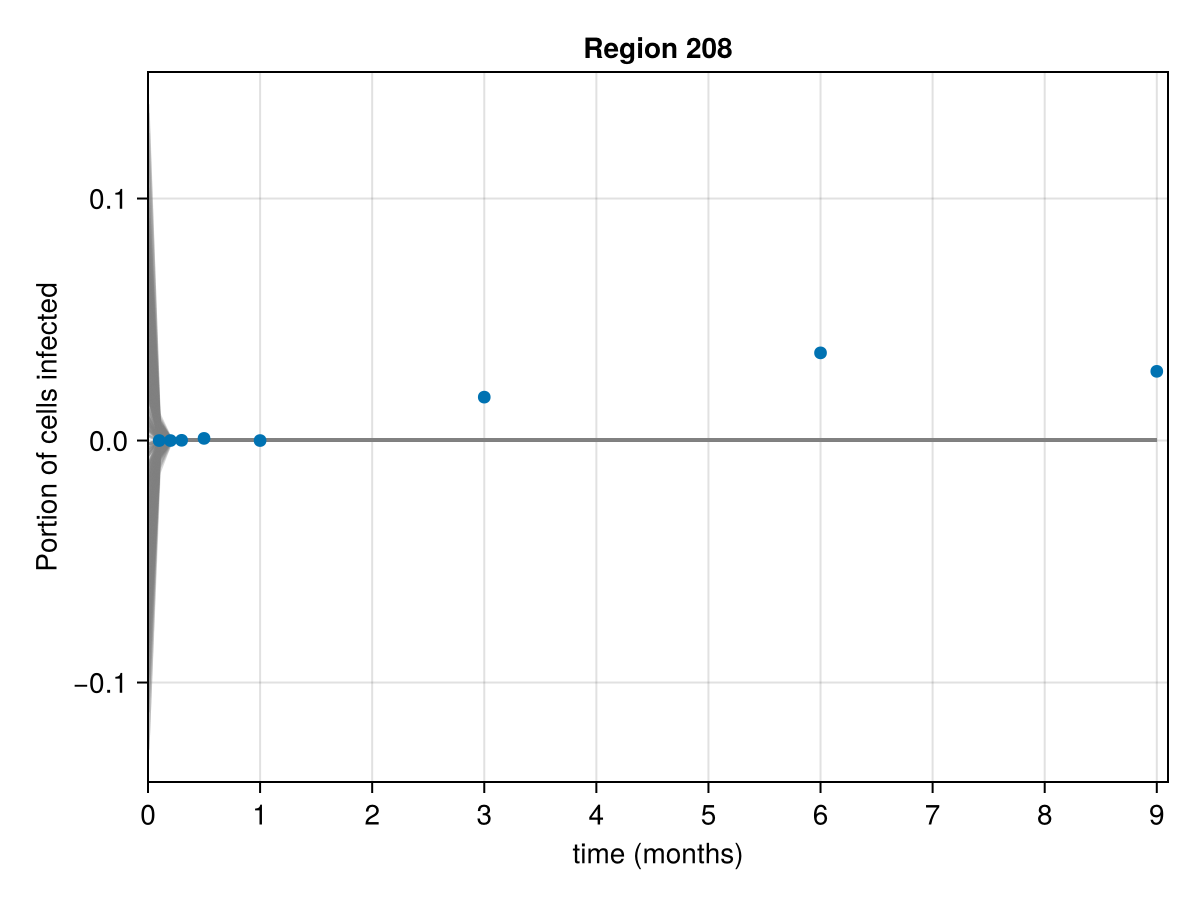 Region 208
Portion of cells infected
0.1
0.0
−0.1
0 1 2 3 4 5 6 7 8 9
time (months)